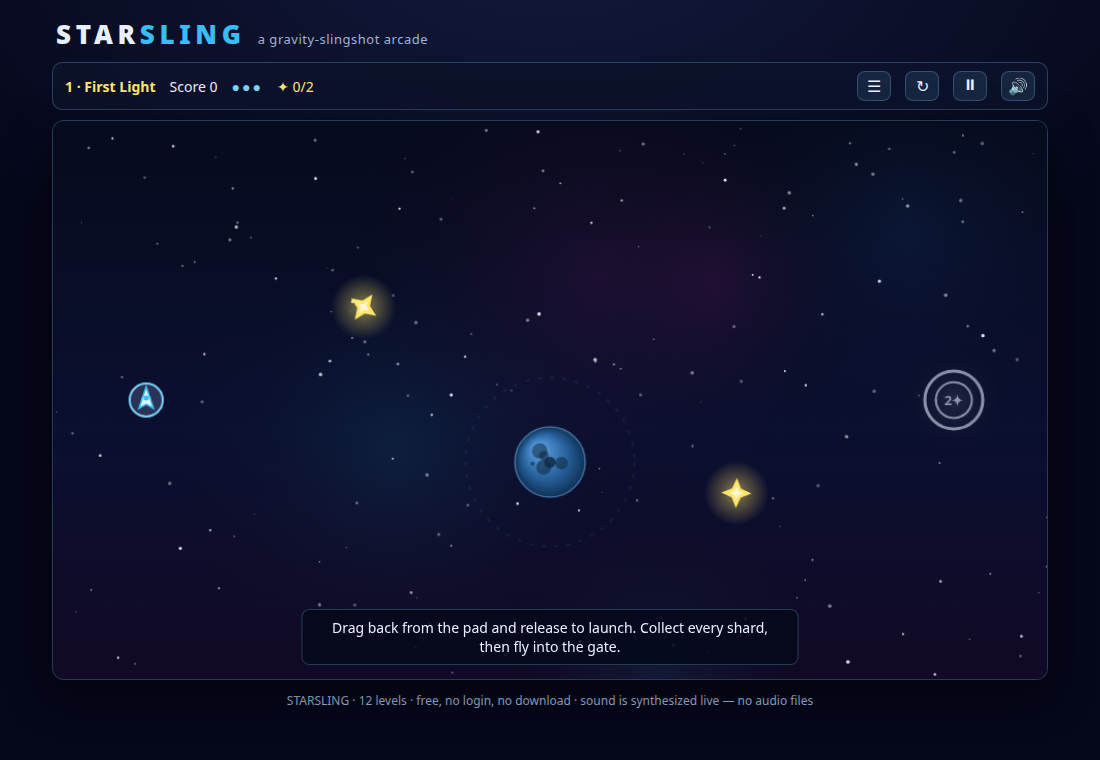 STARSLING a gravity-slingshot arcade
1 · First Light Score 0 ●●● ✦ 0/2
2✦
Drag back from the pad and release to launch. Collect every shard,
then fly into the gate.
STARSLING · 12 levels · free, no login, no download · sound is synthesized live — no audio files